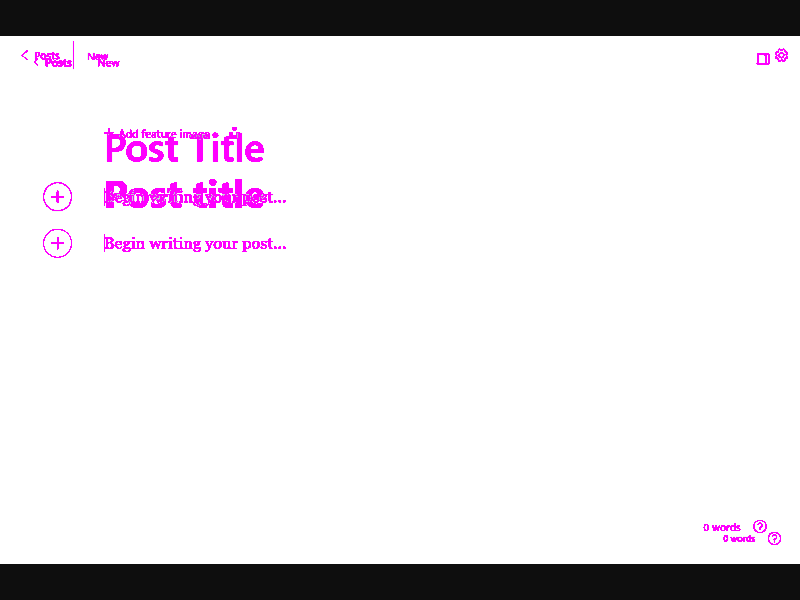 Posts New
Posts New
Add feature image
Post Title
Post title
Begin writing your post...
Begin writing your post...
0 words ?
0 words ?